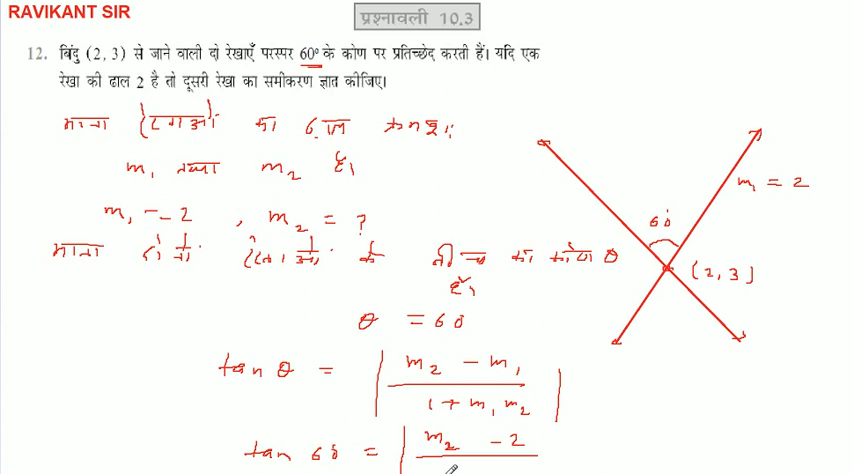 RAVIKANT SIR
प्रश्नावली 10.3
12. बिंदु (2, 3) से जाने वाली दो रेखाएँ परस्पर 60° के कोण पर प्रतिच्छेद करती हैं। यदि एक
रेखा की ढाल 2 है तो दूसरी रेखा का समीकरण ज्ञात कीजिए।
माना रेखाओं का ढाल क्रमशः
m₁ तथा m₂ है।
m₁ = 2 , m₂ = ?
माना दोनों रेखाओं के बीच का कोण θ
है।
θ = 60°
tan θ = | m₂ - m₁ / 1 + m₁ m₂ |
tan 60° = | m₂ - 2
m₁ = 2
60°
(2, 3)